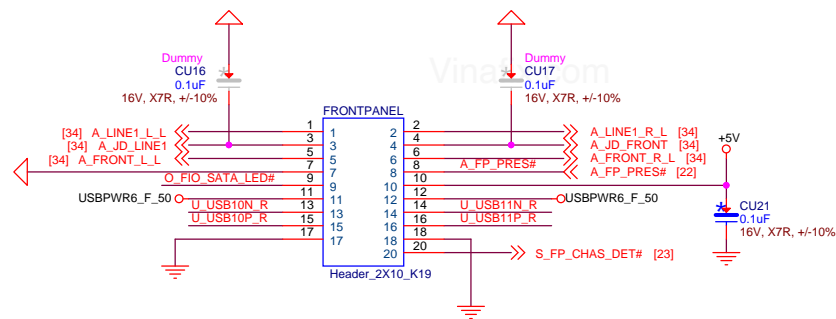 Dummy
CU16
0.1uF
16V, X7R, +/-10%
Dummy
CU17
0.1uF
16V, X7R, +/-10%
FRONTPANEL
[34] A_LINE1_L_L 1 1 2 2 A_LINE1_R_L [34]
[34] A_JD_LINE1 3 3 4 4 A_JD_FRONT [34]
[34] A_FRONT_L_L 5 5 6 6 A_FRONT_R_L [34]
7 7 8 8 A_FP_PRES# A_FP_PRES# [22]
O_FIO_SATA_LED# 9 9 10 10
USBPWR6_F_50 11 11 12 12 USBPWR6_F_50
U_USB10N_R 13 13 14 14 U_USB11N_R
U_USB10P_R 15 15 16 16 U_USB11P_R
17 17 18 18
20 20 S_FP_CHAS_DET# [23]
Header_2X10_K19
+5V
CU21
0.1uF
16V, X7R, +/-10%